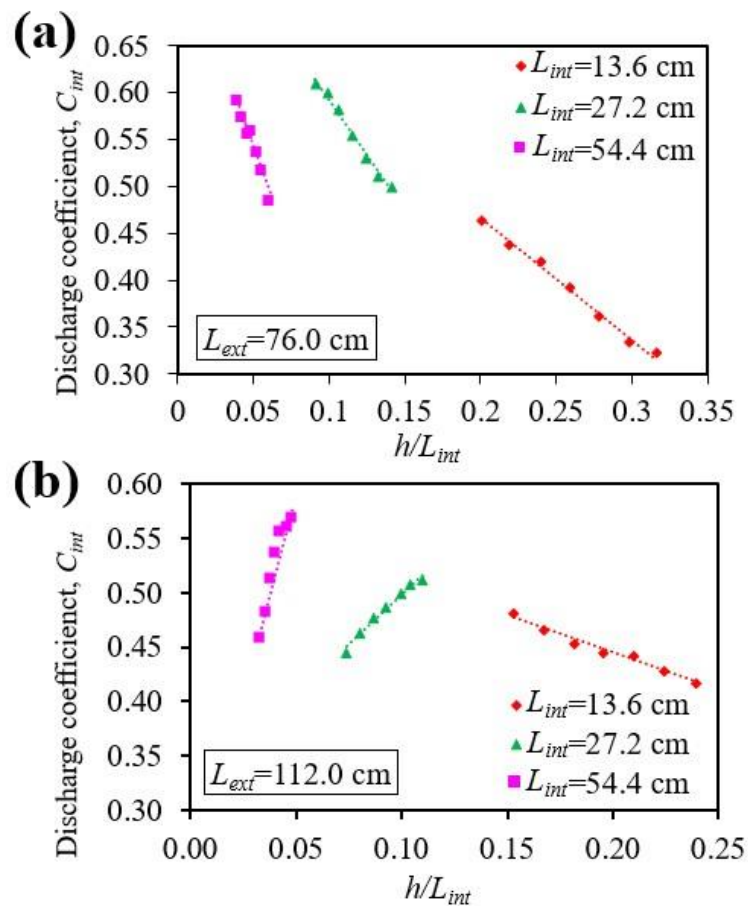 (a)
0.65
0.60
0.55
0.50
0.45
0.40
0.35
0.30
Discharge coefficienct, C_int
L_int=13.6 cm
L_int=27.2 cm
L_int=54.4 cm
L_ext=76.0 cm
0 0.05 0.1 0.15 0.2 0.25 0.3 0.35
h/L_int
(b)
0.60
0.55
0.50
0.45
0.40
0.35
0.30
Discharge coefficienct, C_int
L_int=13.6 cm
L_int=27.2 cm
L_int=54.4 cm
L_ext=112.0 cm
0.00 0.05 0.10 0.15 0.20 0.25
h/L_int